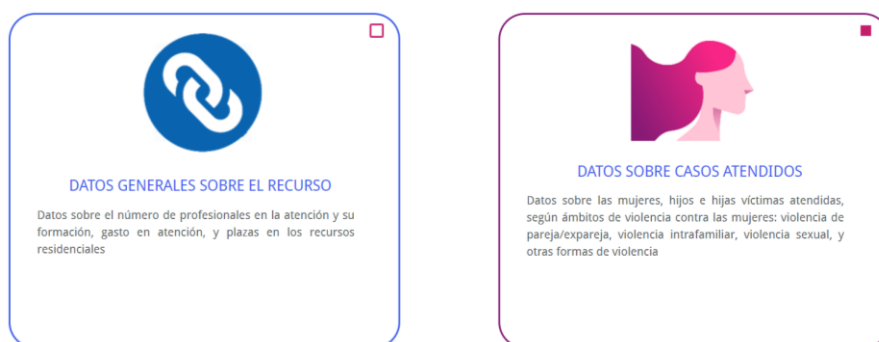 DATOS GENERALES SOBRE EL RECURSO
Datos sobre el número de profesionales en la atención y su
formación, gasto en atención, y plazas en los recursos
residenciales
DATOS SOBRE CASOS ATENDIDOS
Datos sobre las mujeres, hijos e hijas víctimas atendidas,
según ámbitos de violencia contra las mujeres: violencia de
pareja/expareja, violencia intrafamiliar, violencia sexual, y
otras formas de violencia